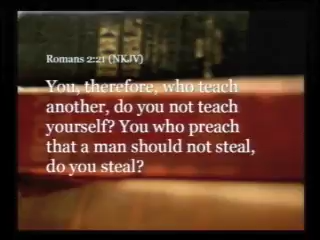 Romans 2:21 (NKJV)
You, therefore, who teach
another, do you not teach
yourself? You who preach
that a man should not steal,
do you steal?